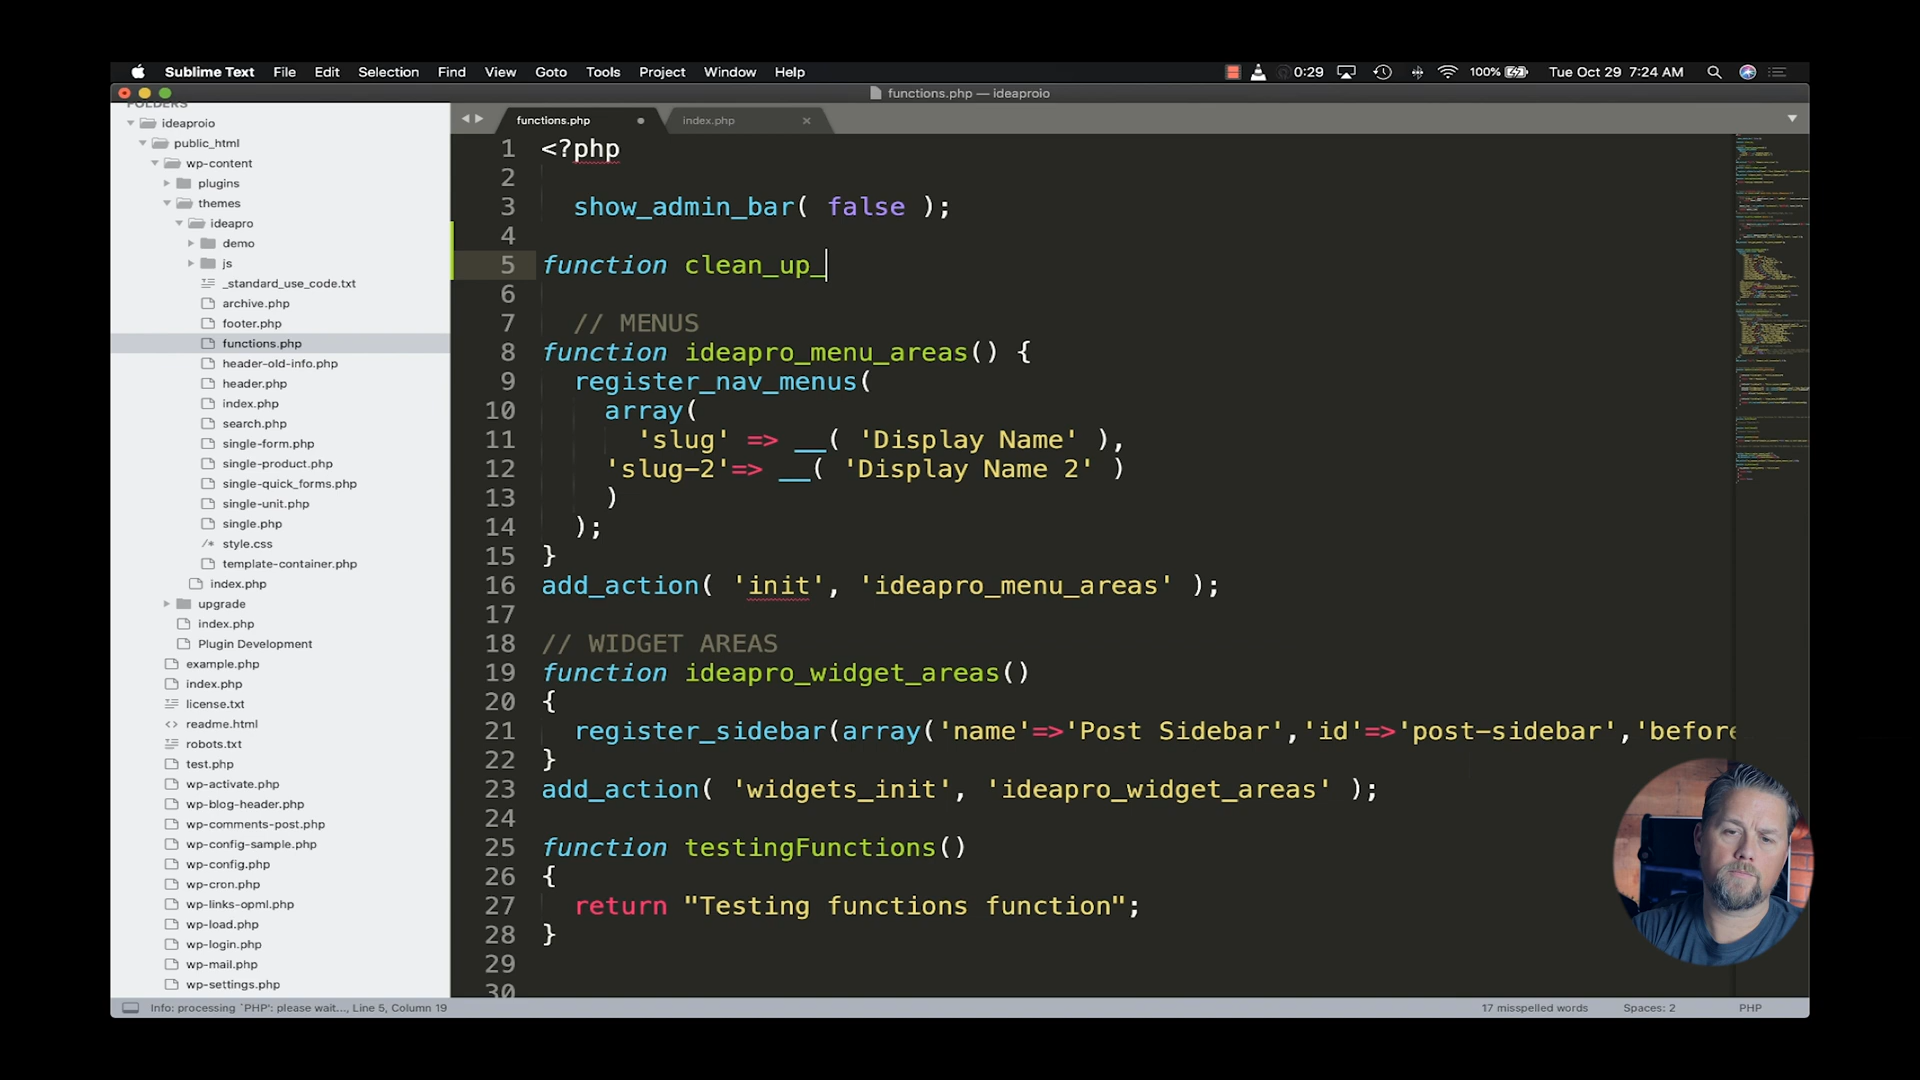 Sublime Text File Edit Selection Find View Goto Tools Project Window Help 0:29 100% Tue Oct 29 7:24 AM
functions.php — ideaproio
FOLDERS
ideaproio
public_html
wp-content
plugins
themes
ideapro
demo
js
_standard_use_code.txt
archive.php
footer.php
functions.php
header-old-info.php
header.php
index.php
search.php
single-form.php
single-product.php
single-quick_forms.php
single-unit.php
single.php
style.css
template-container.php
index.php
upgrade
index.php
Plugin Development
example.php
index.php
license.txt
readme.html
robots.txt
test.php
wp-activate.php
wp-blog-header.php
wp-comments-post.php
wp-config-sample.php
wp-config.php
wp-cron.php
wp-links-opml.php
wp-load.php
wp-login.php
wp-mail.php
wp-settings.php
functions.php index.php
1 <?php
2
3 show_admin_bar( false );
4
5 function clean_up_
6
7 // MENUS
8 function ideapro_menu_areas() {
9 register_nav_menus(
10 array(
11 'slug' => __( 'Display Name' ),
12 'slug-2'=> __( 'Display Name 2' )
13 )
14 );
15 }
16 add_action( 'init', 'ideapro_menu_areas' );
17
18 // WIDGET AREAS
19 function ideapro_widget_areas()
20 {
21 register_sidebar(array('name'=>'Post Sidebar','id'=>'post-sidebar','before
22 }
23 add_action( 'widgets_init', 'ideapro_widget_areas' );
24
25 function testingFunctions()
26 {
27 return "Testing functions function";
28 }
29
30
Info: processing `PHP': please wait..., Line 5, Column 19 17 misspelled words Spaces: 2 PHP